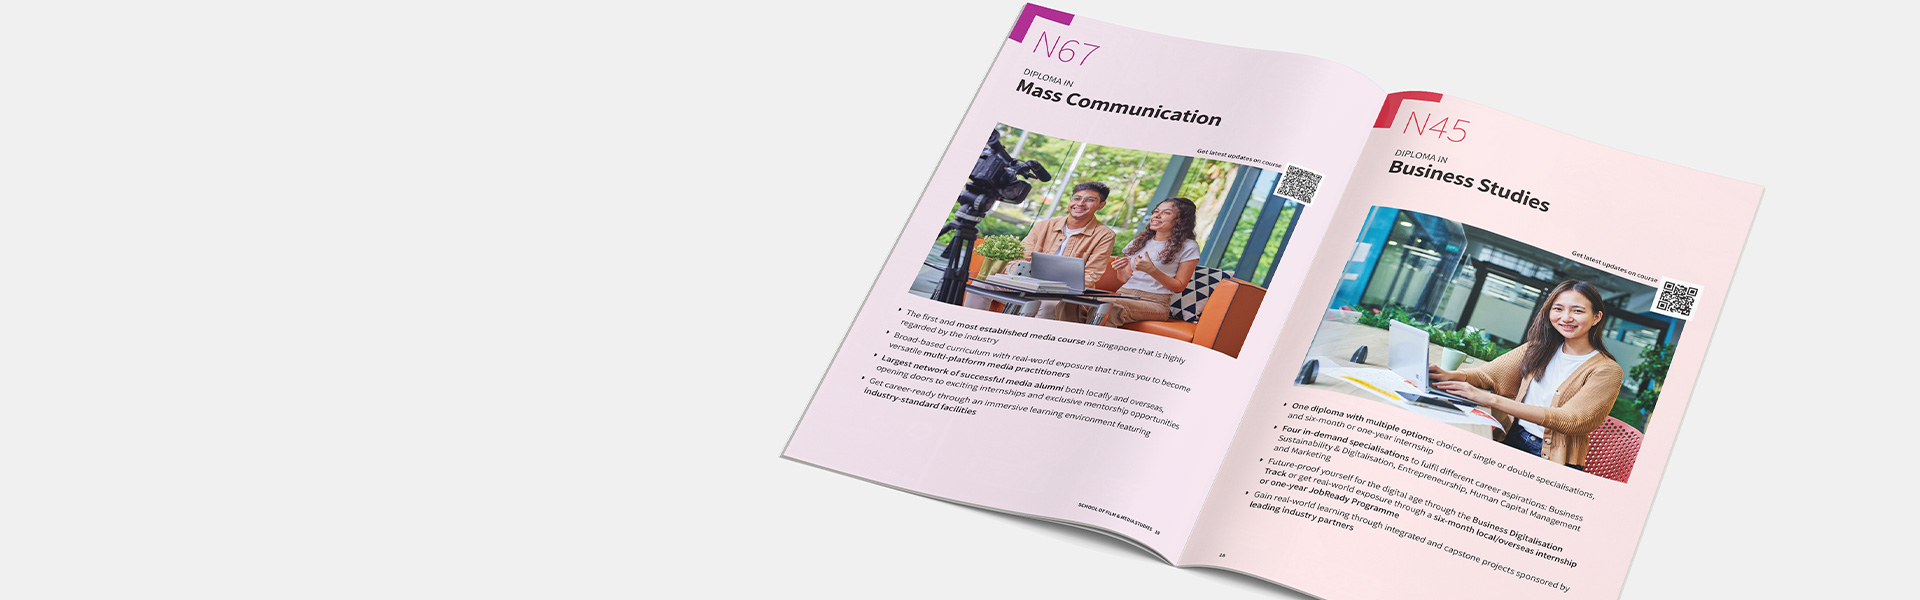 N67
DIPLOMA IN
Mass Communication
Get latest updates on course
The first and most established media course in Singapore that is highly
regarded by the industry
Broad-based curriculum with real-world exposure that trains you to become
versatile multi-platform media practitioners
Largest network of successful media alumni both locally and overseas,
opening doors to exciting internships and exclusive mentorship opportunities
Get career-ready through an immersive learning environment featuring
industry-standard facilities
SCHOOL OF FILM & MEDIA STUDIES
N45
DIPLOMA IN
Business Studies
Get latest updates on course
One diploma with multiple options: choice of single or double specialisations,
and six-month or one-year internship
Four in-demand specialisations to fulfil different career aspirations: Business
Sustainability & Digitalisation, Entrepreneurship, Human Capital Management
and Marketing
Future-proof yourself for the digital age through the Business Digitalisation
Track or get real-world exposure through a six-month local/overseas internship
or one-year JobReady Programme
Gain real-world learning through integrated and capstone projects sponsored by
leading industry partners